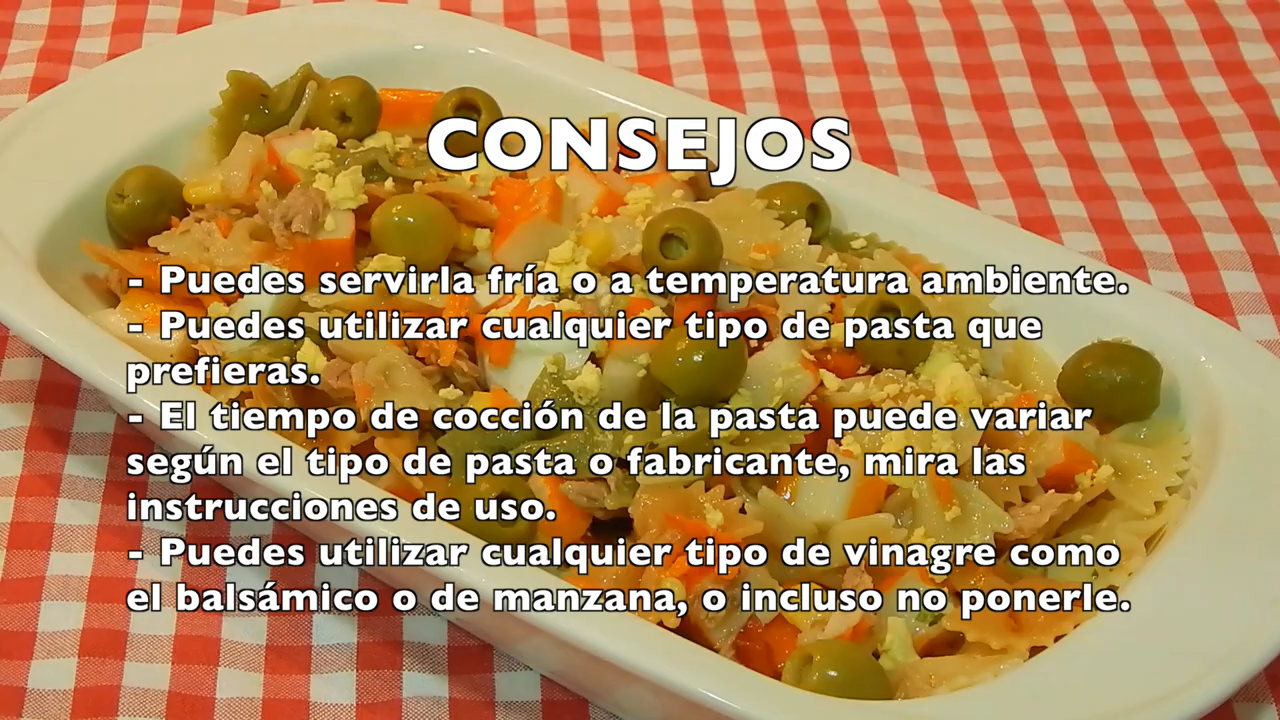 CONSEJOS
- Puedes servirla fría o a temperatura ambiente.
- Puedes utilizar cualquier tipo de pasta que
prefieras.
- El tiempo de cocción de la pasta puede variar
según el tipo de pasta o fabricante, mira las
instrucciones de uso.
- Puedes utilizar cualquier tipo de vinagre como
el balsámico o de manzana, o incluso no ponerle.